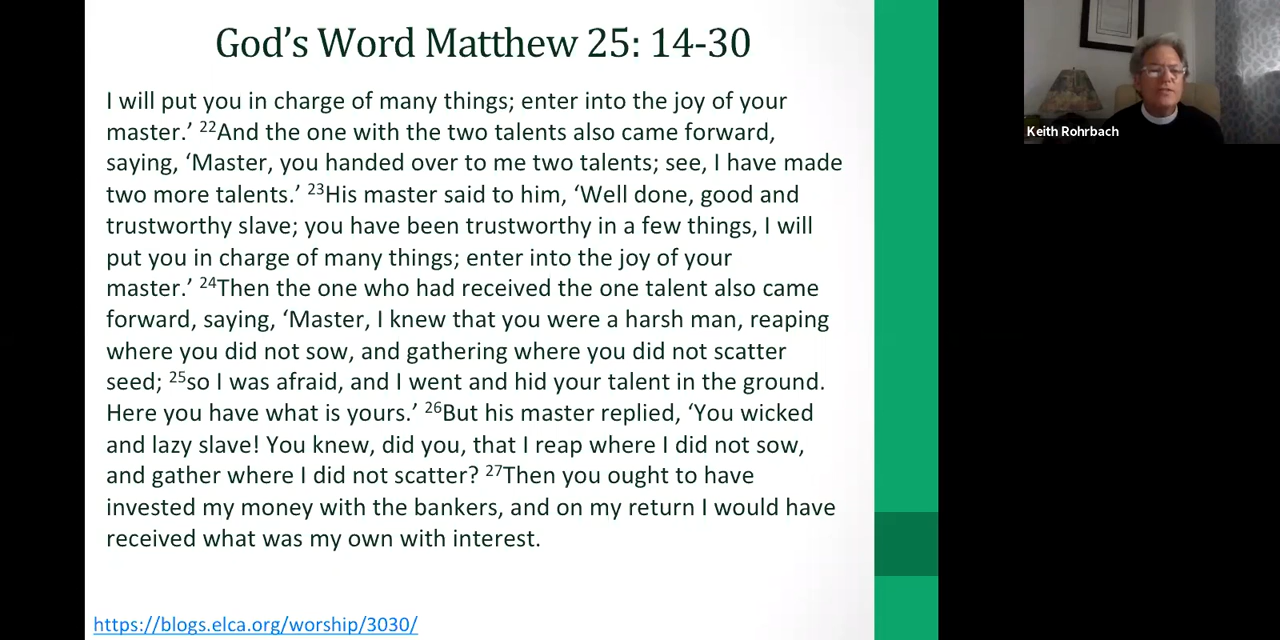 God’s Word Matthew 25: 14-30
I will put you in charge of many things; enter into the joy of your
master.’ 22And the one with the two talents also came forward,
saying, ‘Master, you handed over to me two talents; see, I have made
two more talents.’ 23His master said to him, ‘Well done, good and
trustworthy slave; you have been trustworthy in a few things, I will
put you in charge of many things; enter into the joy of your
master.’ 24Then the one who had received the one talent also came
forward, saying, ‘Master, I knew that you were a harsh man, reaping
where you did not sow, and gathering where you did not scatter
seed; 25so I was afraid, and I went and hid your talent in the ground.
Here you have what is yours.’ 26But his master replied, ‘You wicked
and lazy slave! You knew, did you, that I reap where I did not sow,
and gather where I did not scatter? 27Then you ought to have
invested my money with the bankers, and on my return I would have
received what was my own with interest.
https://blogs.elca.org/worship/3030/
Keith Rohrbach